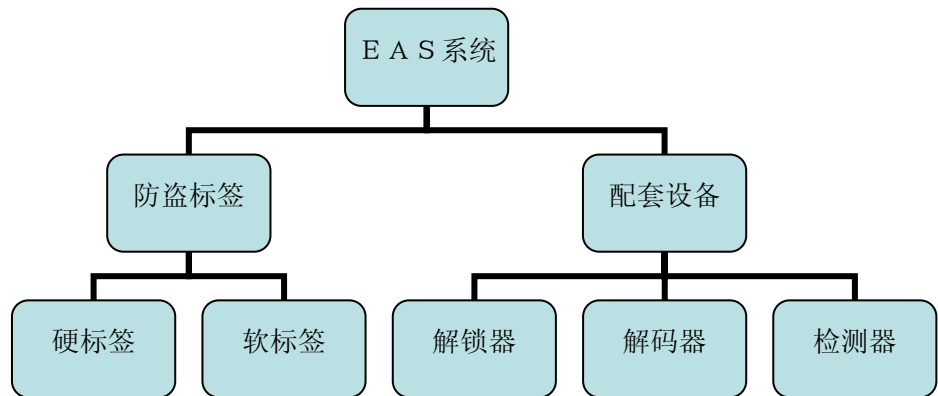 ＥＡＳ系统
防盗标签
配套设备
硬标签
软标签
解锁器
解码器
检测器